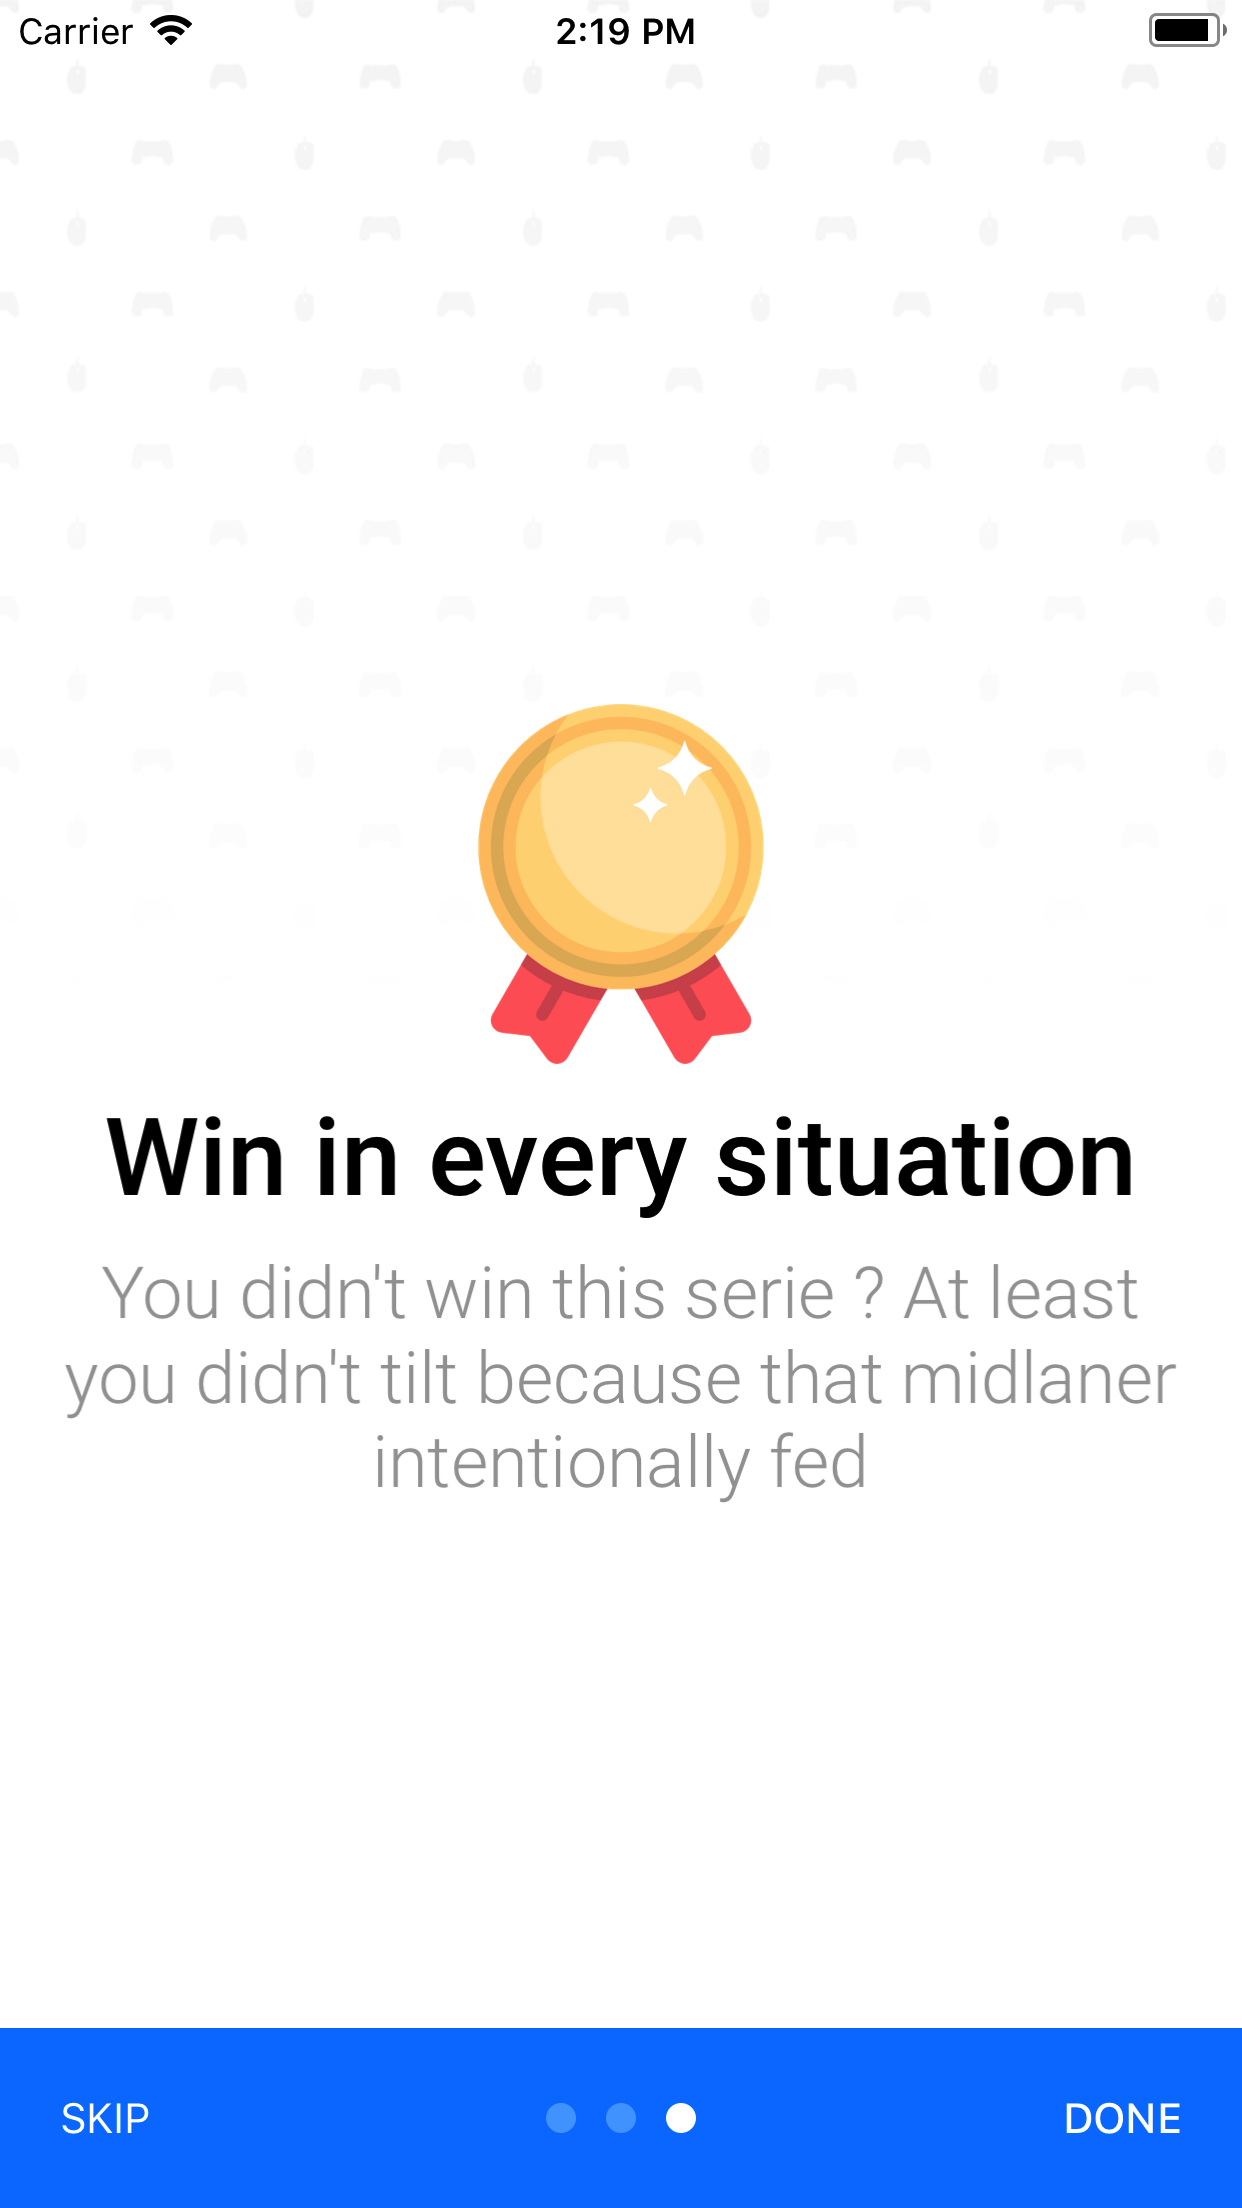 Carrier 2:19 PM
Win in every situation
You didn't win this serie ? At least
you didn't tilt because that midlaner
intentionally fed
SKIP DONE